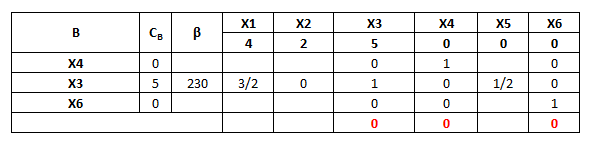 B C_B β X1 X2 X3 X4 X5 X6
4 2 5 0 0 0
X4 0 0 1 0
X3 5 230 3/2 0 1 0 1/2 0
X6 0 0 0 1
0 0 0